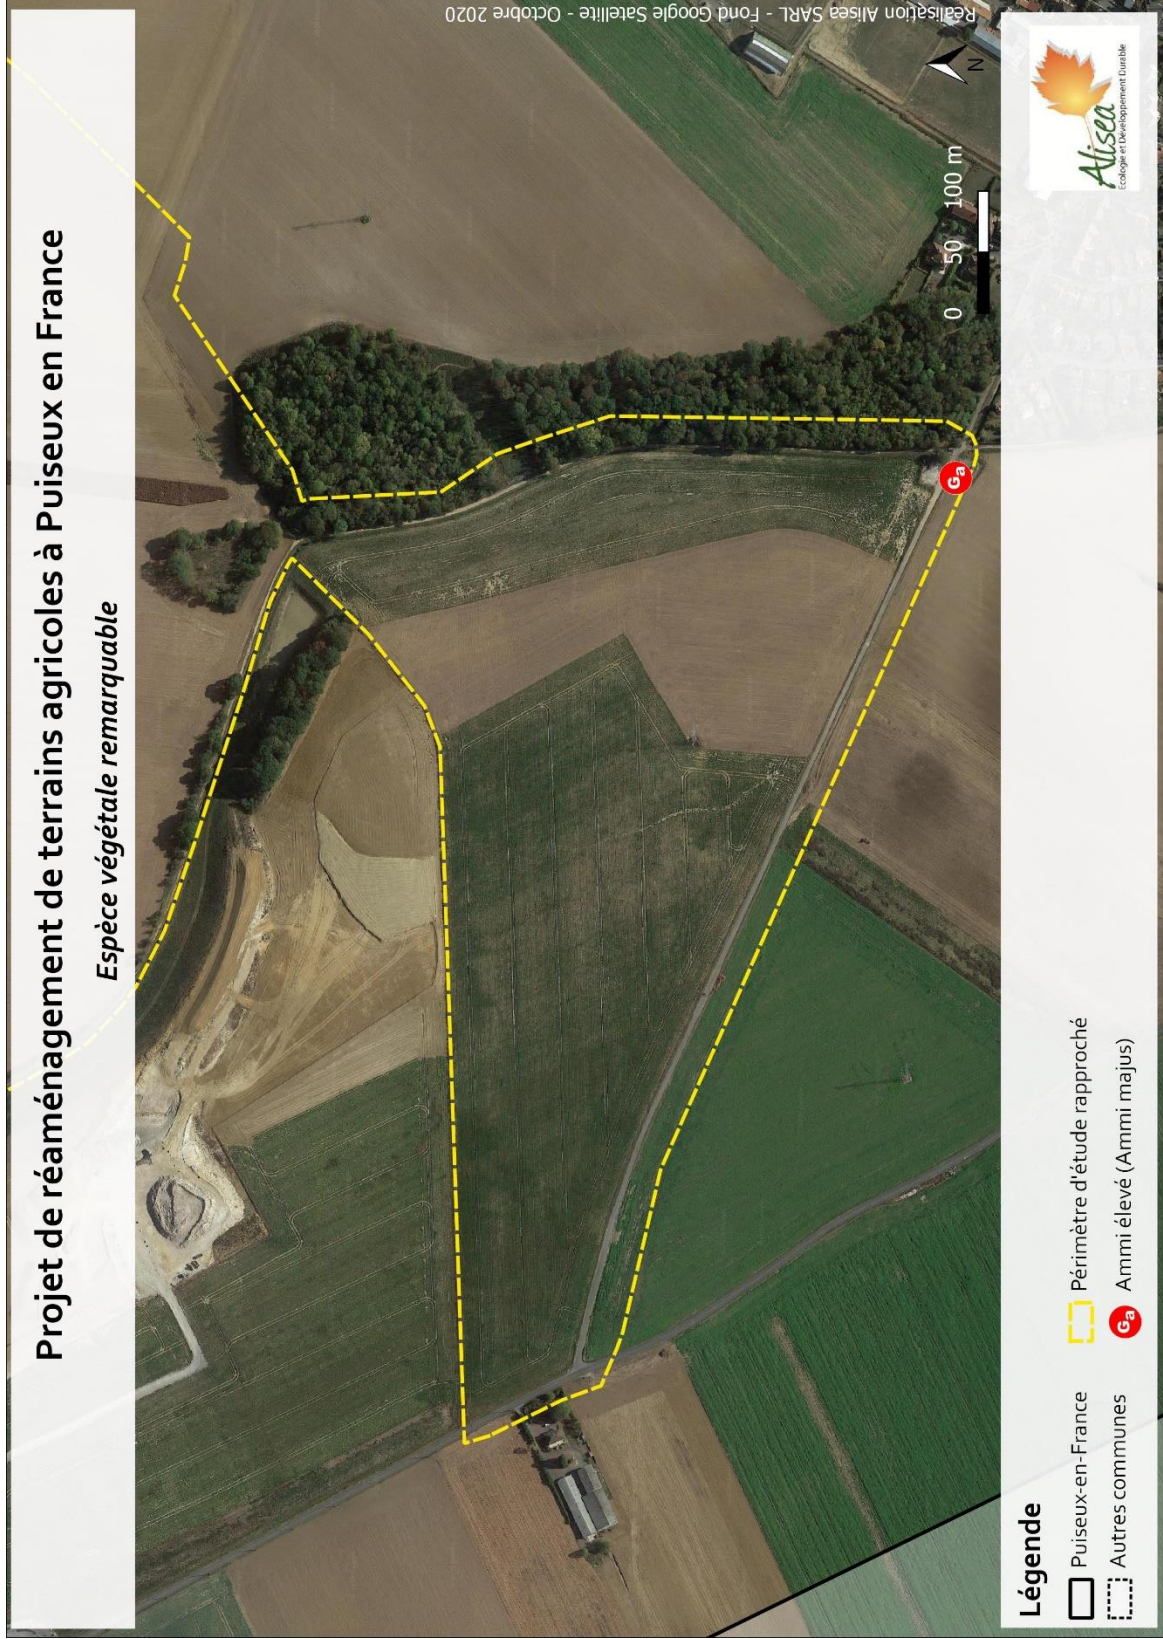 Projet de réaménagement de terrains agricoles à Puiseux en France
Espèce végétale remarquable
Réalisation Alisea SARL - Fond Google Satellite - Octobre 2020
N
0 50 100 m
Légende
Puiseux-en-France
Autres communes
Périmètre d'étude rapproché
Ga Ammi élevé (Ammi majus)
Ga
Alisea
Ecologie et Développement Durable